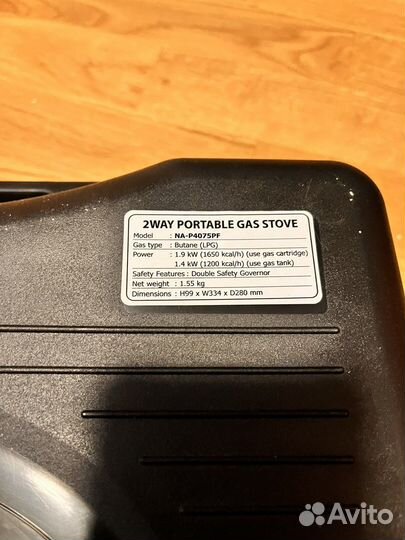 2WAY PORTABLE GAS STOVE
Model : NA-P4075PF
Gas type : Butane (LPG)
Power : 1.9 kW (1650 kcal/h) (use gas cartridge)
1.4 kW (1200 kcal/h) (use gas tank)
Safety Features : Double Safety Governor
Net weight : 1.55 kg
Dimensions : H99 x W334 x D280 mm
Avito